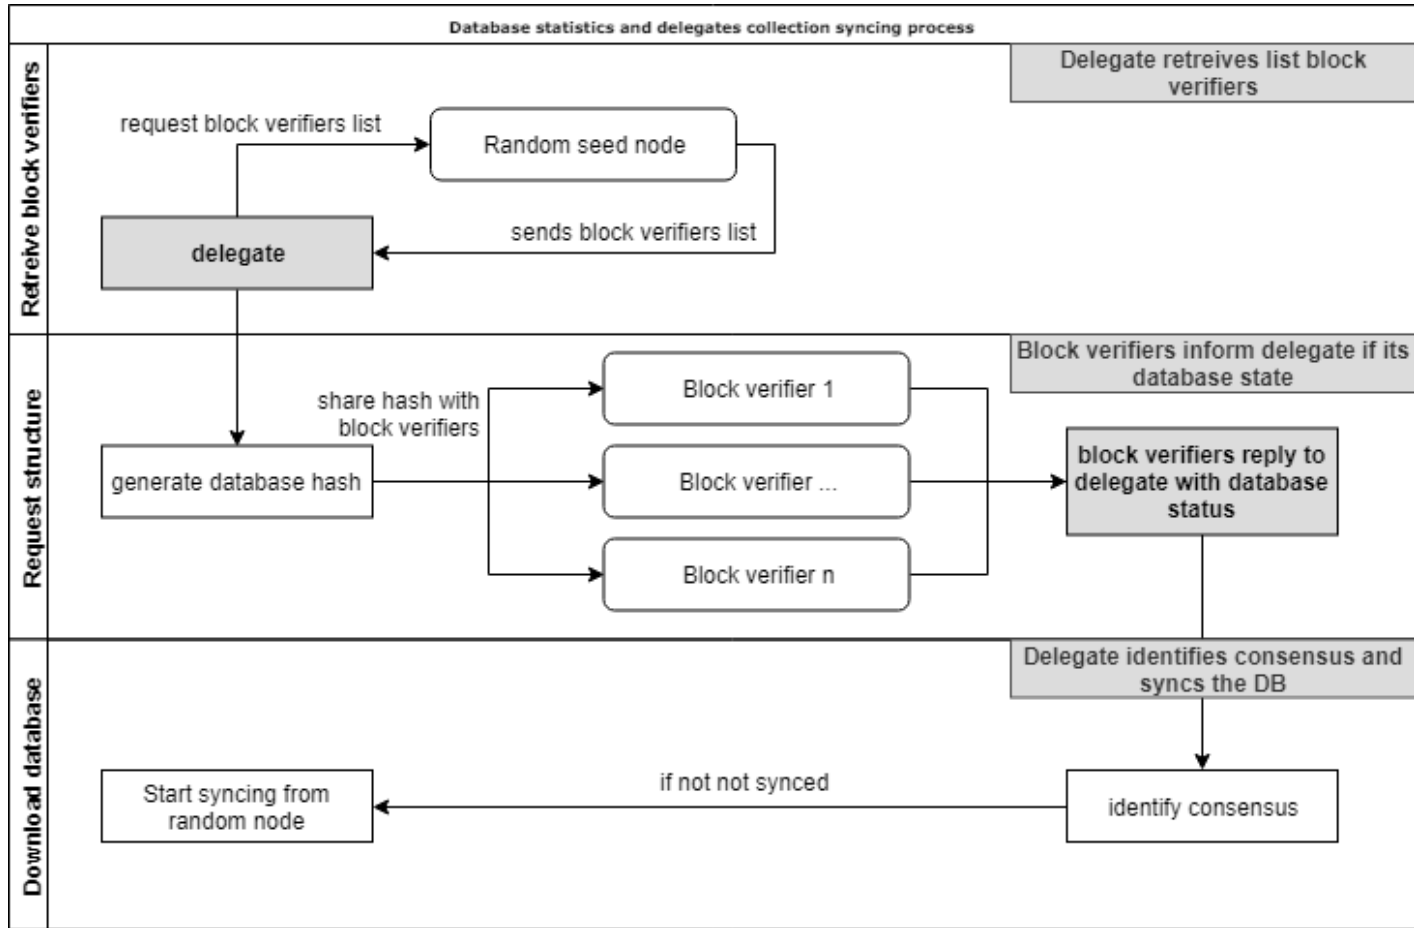 Database statistics and delegates collection syncing process
Retreive block verifiers
Delegate retreives list block
verifiers
request block verifiers list
Random seed node
sends block verifiers list
delegate
Request structure
Block verifiers inform delegate if its
database state
Block verifier 1
share hash with
block verifiers
generate database hash
Block verifier ...
block verifiers reply to
delegate with database
status
Block verifier n
Download database
Delegate identifies consensus and
syncs the DB
if not not synced
Start syncing from
random node
identify consensus